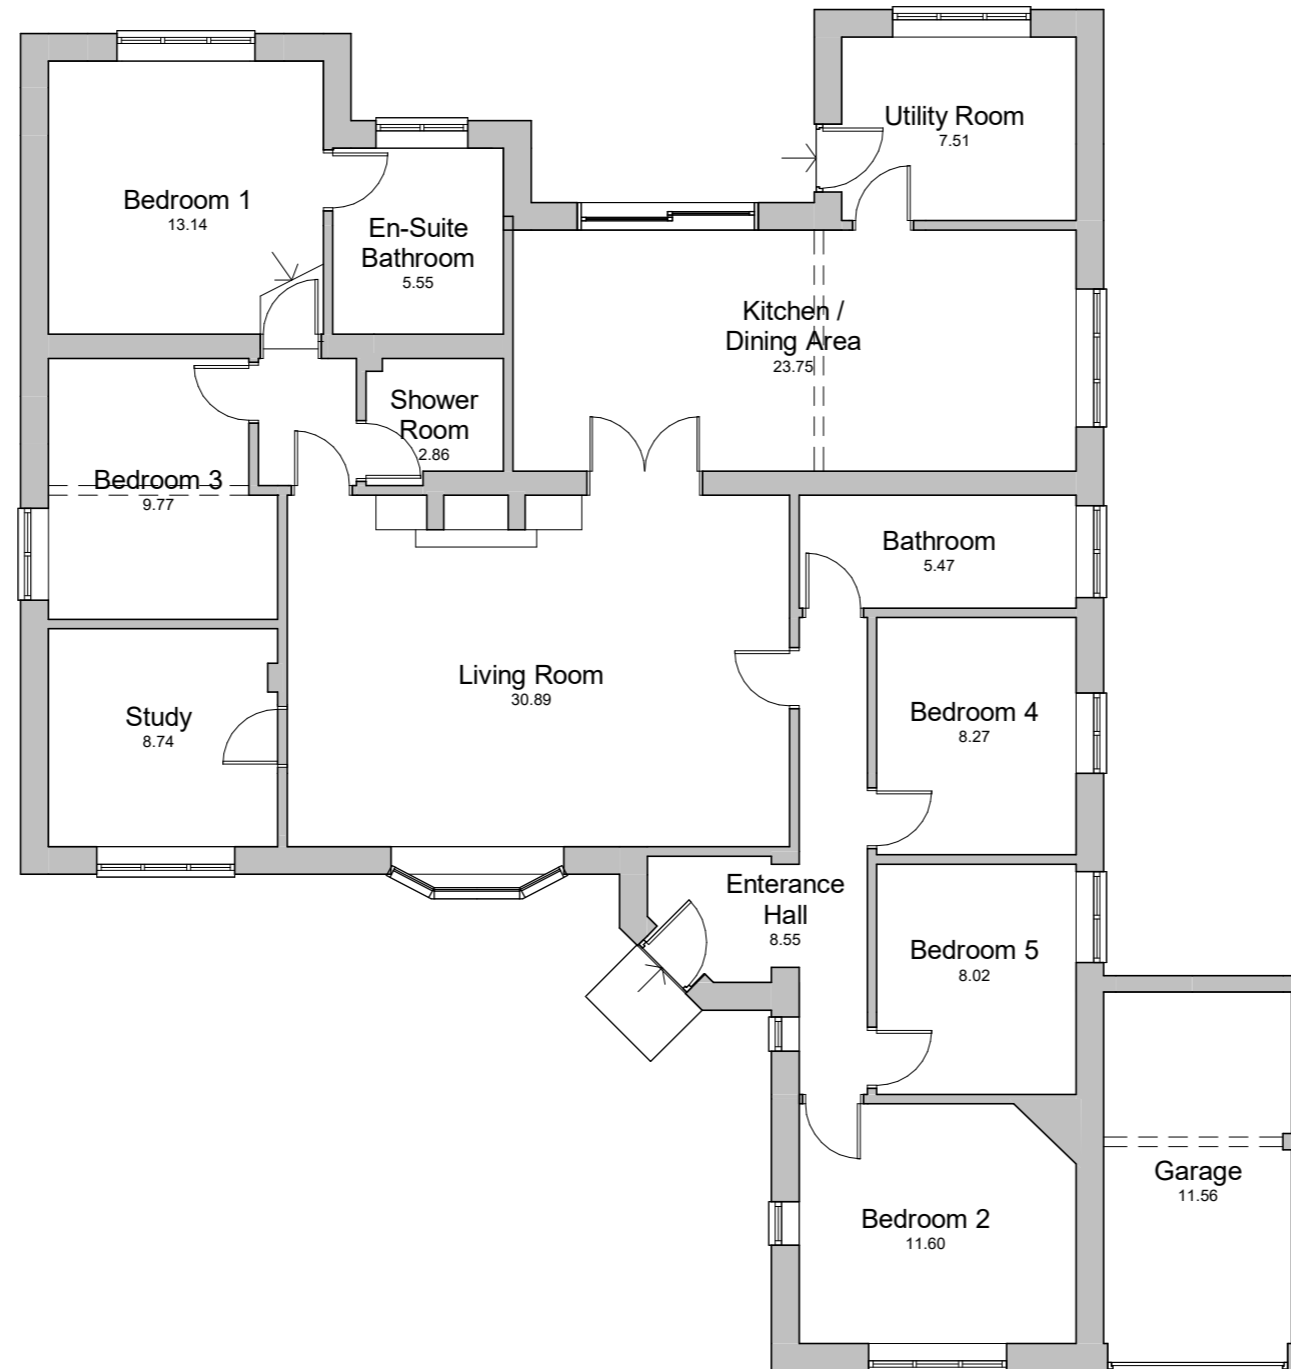 Utility Room
7.51
Bedroom 1
13.14
En-Suite
Bathroom
5.55
Kitchen /
Dining Area
23.75
Shower
Room
2.86
Bedroom 3
9.77
Bathroom
5.47
Living Room
30.89
Study
8.74
Bedroom 4
8.27
Enterance
Hall
8.55
Bedroom 5
8.02
Garage
11.56
Bedroom 2
11.60